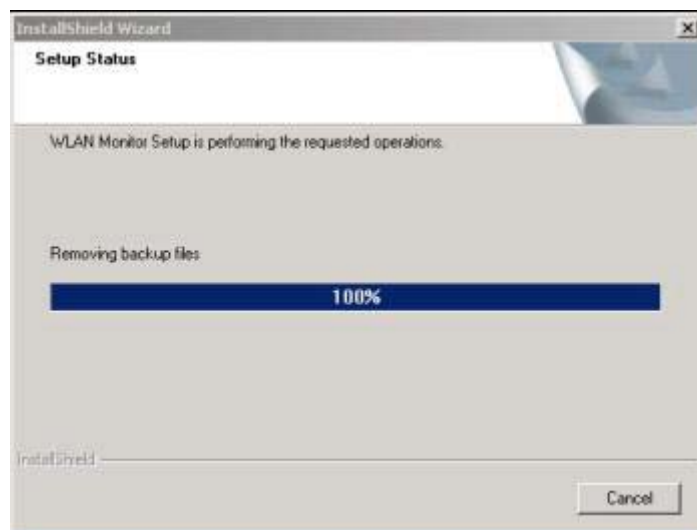 InstallShield Wizard
Setup Status
WLAN Monitor Setup is performing the requested operations.
Removing backup files
100%
InstallShield
Cancel